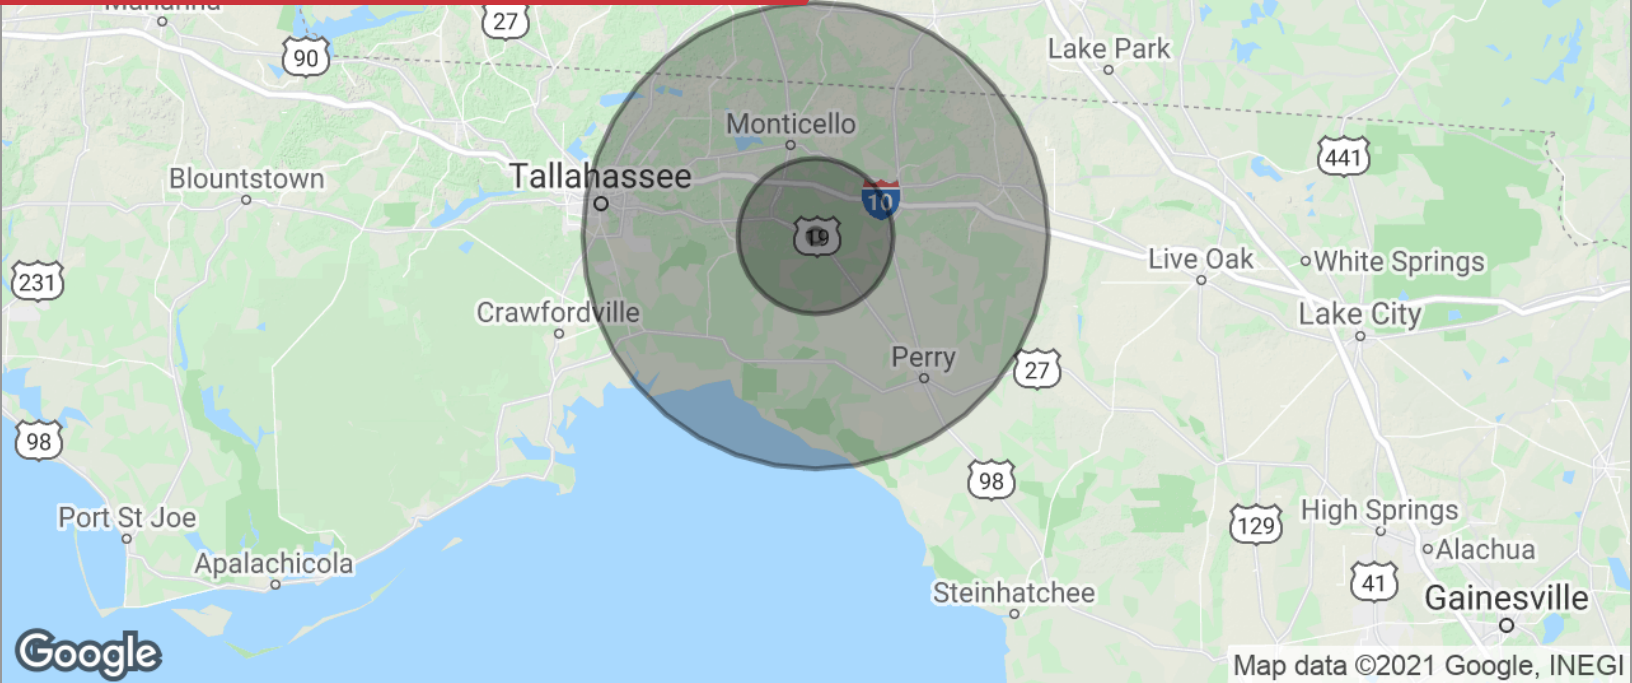 Marianna
27
90
Lake Park
Monticello
441
Tallahassee
Blountstown
10
19
Live Oak
White Springs
231
Crawfordville
Lake City
Perry
27
98
98
Port St Joe
High Springs
129
Alachua
Apalachicola
41
Steinhatchee
Gainesville
Google
Map data ©2021 Google, INEGI